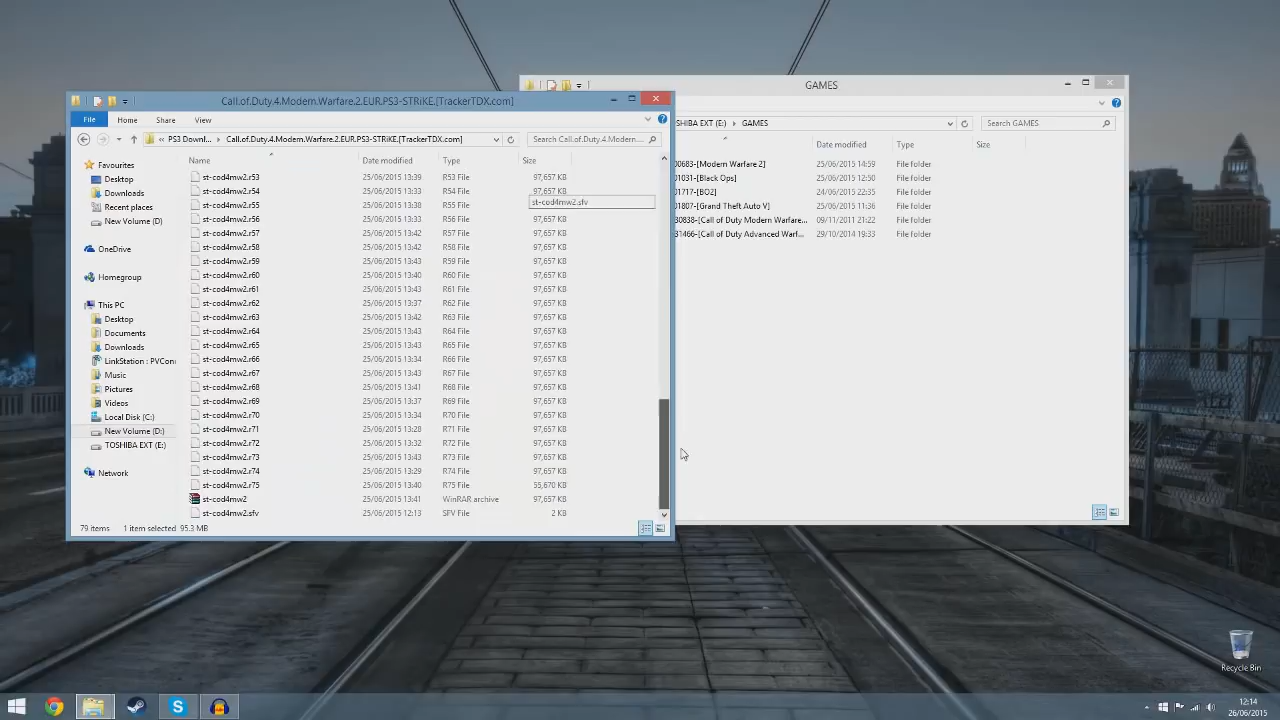 GAMES
Call.of.Duty.4.Modern.Warfare.2.EUR.PS3-STRiKE.[TrackerTDX.com]
File
Home
Share
View
SHIBA EXT (E:) GAMES
Search GAMES
« PS3 Downl... Call.of.Duty.4.Modern.Warfare.2.EUR.PS3-STRiKE.[TrackerTDX.com]
Search Call.of.Duty.4.Modern....
Date modified Type Size
00683-[Modern Warfare 2] 25/06/2015 14:59 File folder
01031-[Black Ops] 25/06/2015 12:50 File folder
01717-[BO2] 24/06/2015 22:35 File folder
01807-[Grand Theft Auto V] 25/06/2015 11:36 File folder
30838-[Call of Duty Modern Warfare... 09/11/2011 21:22 File folder
31466-[Call of Duty Advanced Warf... 29/10/2014 19:33 File folder
Favourites
Desktop
Downloads
Recent places
New Volume (D)
OneDrive
Homegroup
This PC
Desktop
Documents
Downloads
LinkStation : PVCon
Music
Pictures
Videos
Local Disk (C:)
New Volume (D:)
TOSHIBA EXT (E:)
Network
Name Date modified Type Size
st-cod4mw2.r53 25/06/2015 13:39 R53 File 97,657 KB
st-cod4mw2.r54 25/06/2015 13:43 R54 File 97,657 KB
st-cod4mw2.r55 25/06/2015 13:43 R55 File
st-cod4mw2.sfv
st-cod4mw2.r56 25/06/2015 13:38 R56 File 97,657 KB
st-cod4mw2.r57 25/06/2015 13:42 R57 File 97,657 KB
st-cod4mw2.r58 25/06/2015 13:42 R58 File 97,657 KB
st-cod4mw2.r59 25/06/2015 13:43 R59 File 97,657 KB
st-cod4mw2.r60 25/06/2015 13:43 R60 File 97,657 KB
st-cod4mw2.r61 25/06/2015 13:43 R61 File 97,657 KB
st-cod4mw2.r62 25/06/2015 13:37 R62 File 97,657 KB
st-cod4mw2.r63 25/06/2015 13:42 R63 File 97,657 KB
st-cod4mw2.r64 25/06/2015 13:43 R64 File 97,657 KB
st-cod4mw2.r65 25/06/2015 13:43 R65 File 97,657 KB
st-cod4mw2.r66 25/06/2015 13:34 R66 File 97,657 KB
st-cod4mw2.r67 25/06/2015 13:43 R67 File 97,657 KB
st-cod4mw2.r68 25/06/2015 13:41 R68 File 97,657 KB
st-cod4mw2.r69 25/06/2015 13:37 R69 File 97,657 KB
st-cod4mw2.r70 25/06/2015 13:34 R70 File 97,657 KB
st-cod4mw2.r71 25/06/2015 13:28 R71 File 97,657 KB
st-cod4mw2.r72 25/06/2015 13:43 R72 File 97,657 KB
st-cod4mw2.r73 25/06/2015 13:43 R73 File 97,657 KB
st-cod4mw2.r74 25/06/2015 13:29 R74 File 97,657 KB
st-cod4mw2.r75 25/06/2015 13:40 R75 File 55,670 KB
st-cod4mw2 25/06/2015 13:41 WinRAR archive 97,657 KB
st-cod4mw2.sfv 25/06/2015 12:13 SFV File 2 KB
79 items 1 item selected 95.3 MB
Recycle Bin
12:14
26/06/2015